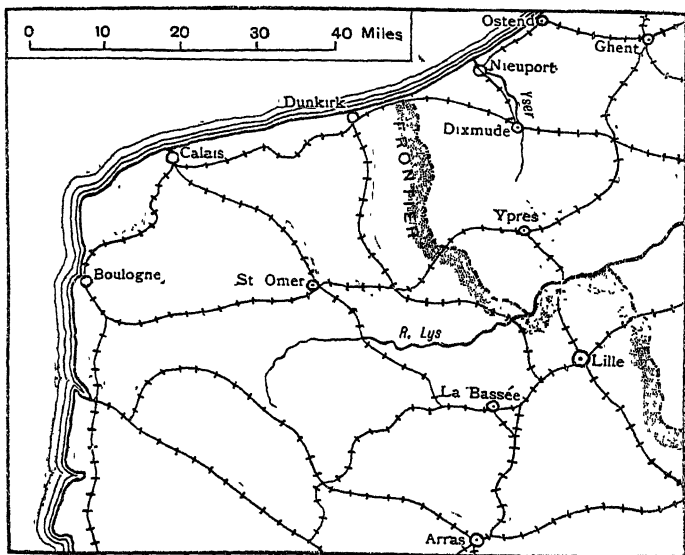 0 10 20 30 40 Miles
Ostend
Ghent
Nieuport
Yser
Dunkirk
Dixmude
FRONTIER
Calais
Ypres
Boulogne
St Omer
R. Lys
Lille
La Bassée
Arras